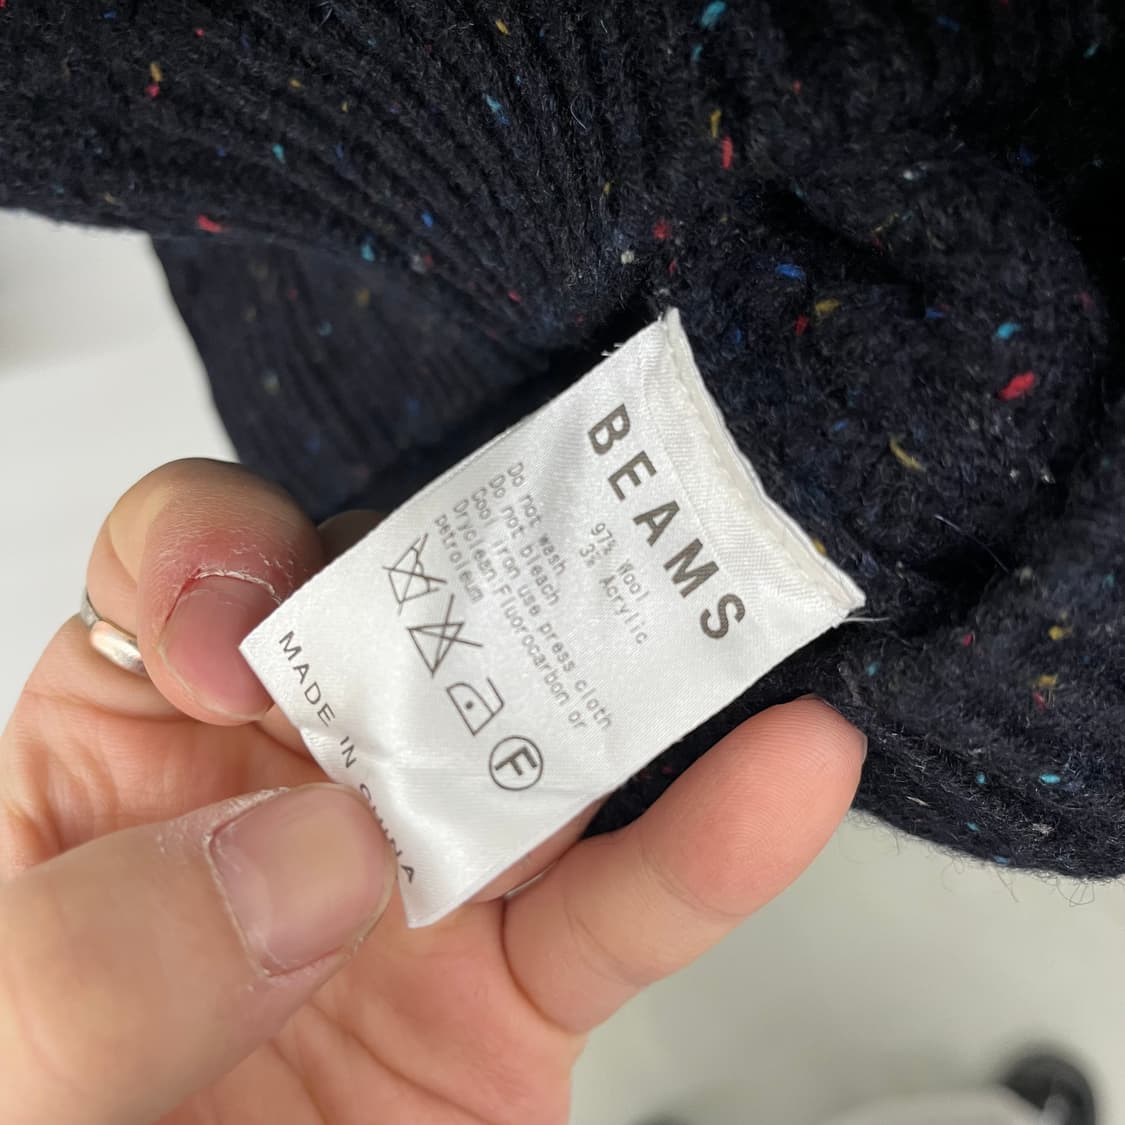 BEAMS
97% Wool
3% Acrylic
Do not wash
Do not bleach
Cool iron use press cloth
Dryclean,Fluorocarbon or
petroleum
F
MADE IN CHINA